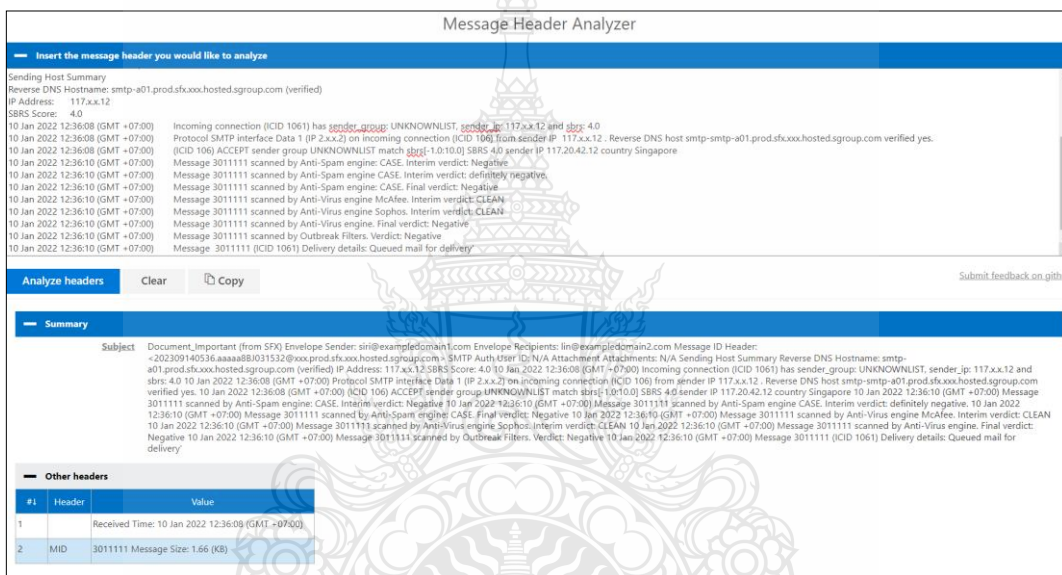 Message Header Analyzer
Insert the message header you would like to analyze
Sending Host Summary
Reverse DNS Hostname: smtp-a01.prod.sfx.xxx.hosted.sgroup.com (verified)
IP Address: 117.x.x.12
SBRS Score: 4.0
10 Jan 2022 12:36:08 (GMT +07:00) Incoming connection (ICID 1061) has sender_group: UNKNOWNLIST, sender_ip: 117.x.x.12 and sbrs: 4.0
10 Jan 2022 12:36:08 (GMT +07:00) Protocol SMTP interface Data 1 (IP 2.x.x.2) on incoming connection (ICID 106) from sender IP 117.x.x.12 . Reverse DNS host smtp-smtp-a01.prod.sfx.xxx.hosted.sgroup.com verified yes.
10 Jan 2022 12:36:08 (GMT +07:00) (ICID 106) ACCEPT sender group UNKNOWNLIST match sbrs[-1.0:10.0] SBRS 4.0 sender IP 117.20.42.12 country Singapore
10 Jan 2022 12:36:10 (GMT +07:00) Message 3011111 scanned by Anti-Spam engine: CASE. Interim verdict: Negative
10 Jan 2022 12:36:10 (GMT +07:00) Message 3011111 scanned by Anti-Spam engine CASE. Interim verdict: definitely negative.
10 Jan 2022 12:36:10 (GMT +07:00) Message 3011111 scanned by Anti-Spam engine: CASE. Final verdict: Negative
10 Jan 2022 12:36:10 (GMT +07:00) Message 3011111 scanned by Anti-Virus engine McAfee. Interim verdict: CLEAN
10 Jan 2022 12:36:10 (GMT +07:00) Message 3011111 scanned by Anti-Virus engine Sophos. Interim verdict: CLEAN
10 Jan 2022 12:36:10 (GMT +07:00) Message 3011111 scanned by Anti-Virus engine. Final verdict: Negative
10 Jan 2022 12:36:10 (GMT +07:00) Message 3011111 scanned by Outbreak Filters. Verdict: Negative
10 Jan 2022 12:36:10 (GMT +07:00) Message 3011111 (ICID 1061) Delivery details: Queued mail for delivery'
Analyze headers Clear Copy Submit feedback on gith
Summary
Subject Document_Important (from SFX) Envelope Sender: siri@exampledomain1.com Envelope Recipients: lin@exampledomain2.com Message ID Header:
<202309140536.aaaaa8BJ031532@xxx.prod.sfx.xxx.hosted.sgroup.com> SMTP Auth User ID: N/A Attachment Attachments: N/A Sending Host Summary Reverse DNS Hostname: smtp-
a01.prod.sfx.xxx.hosted.sgroup.com (verified) IP Address: 117.x.x.12 SBRS Score: 4.0 10 Jan 2022 12:36:08 (GMT +07:00) Incoming connection (ICID 1061) has sender_group: UNKNOWNLIST, sender_ip: 117.x.x.12 and
sbrs: 4.0 10 Jan 2022 12:36:08 (GMT +07:00) Protocol SMTP interface Data 1 (IP 2.x.x.2) on incoming connection (ICID 106) from sender IP 117.x.x.12 . Reverse DNS host smtp-smtp-a01.prod.sfx.xxx.hosted.sgroup.com
verified yes. 10 Jan 2022 12:36:08 (GMT +07:00) (ICID 106) ACCEPT sender group UNKNOWNLIST match sbrs[-1.0:10.0] SBRS 4.0 sender IP 117.20.42.12 country Singapore 10 Jan 2022 12:36:10 (GMT +07:00) Message
3011111 scanned by Anti-Spam engine: CASE. Interim verdict: Negative 10 Jan 2022 12:36:10 (GMT +07:00) Message 3011111 scanned by Anti-Spam engine CASE. Interim verdict: definitely negative. 10 Jan 2022
12:36:10 (GMT +07:00) Message 3011111 scanned by Anti-Spam engine: CASE. Final verdict: Negative 10 Jan 2022 12:36:10 (GMT +07:00) Message 3011111 scanned by Anti-Virus engine McAfee. Interim verdict: CLEAN
10 Jan 2022 12:36:10 (GMT +07:00) Message 3011111 scanned by Anti-Virus engine Sophos. Interim verdict: CLEAN 10 Jan 2022 12:36:10 (GMT +07:00) Message 3011111 scanned by Anti-Virus engine. Final verdict:
Negative 10 Jan 2022 12:36:10 (GMT +07:00) Message 3011111 scanned by Outbreak Filters. Verdict: Negative 10 Jan 2022 12:36:10 (GMT +07:00) Message 3011111 (ICID 1061) Delivery details: Queued mail for
delivery'
Other headers
#↓ Header Value
1 Received Time: 10 Jan 2022 12:36:08 (GMT +07:00)
2 MID 3011111 Message Size: 1.66 (KB)